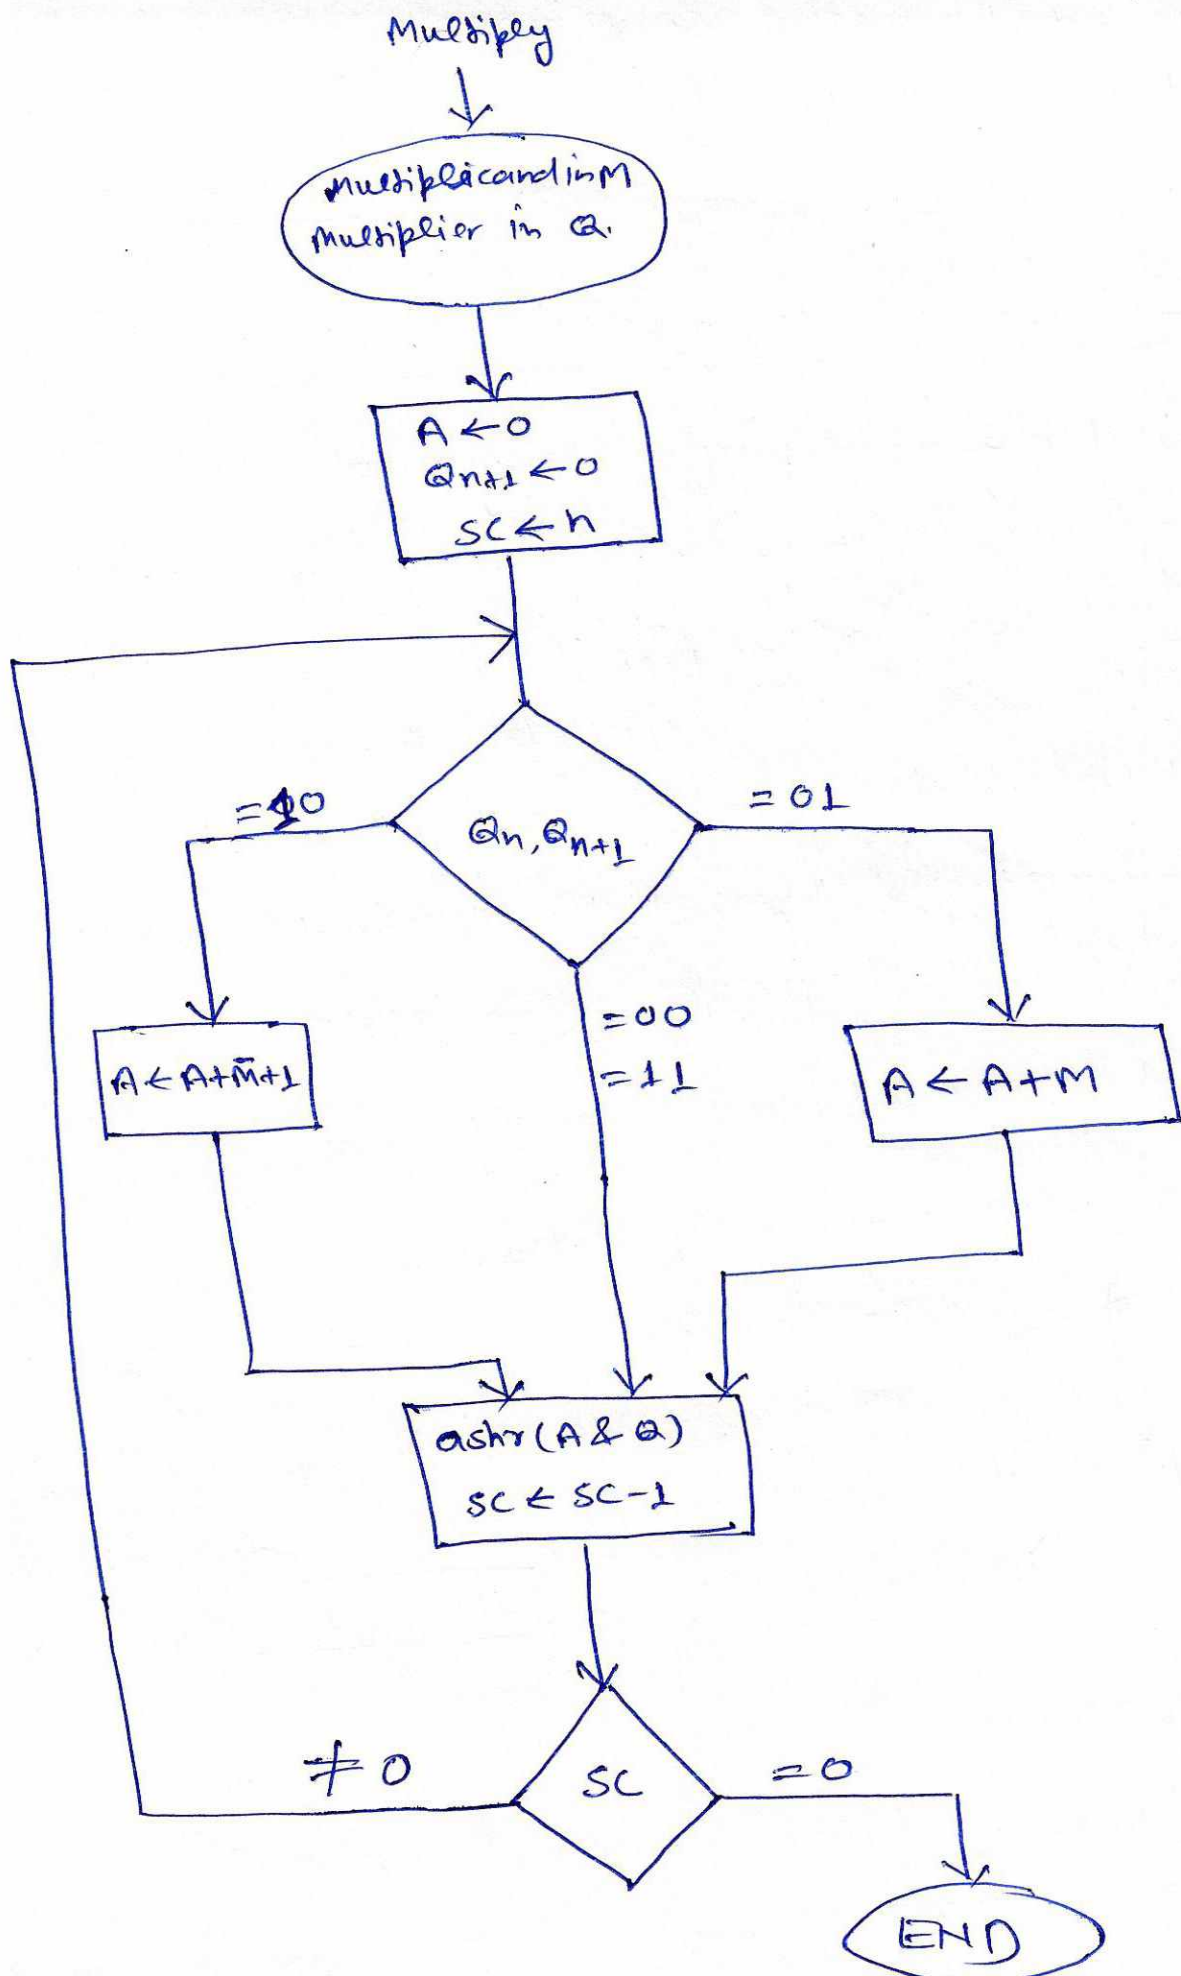 Multiply
Multiplicand in M
Multiplier in Q.
A ← 0
Qn+1 ← 0
SC ← n
=10
Qn, Qn+1
=01
=00
=11
A ← A+M̄+1
A ← A+M
ashr(A & Q)
SC ← SC-1
≠ 0
SC
=0
END